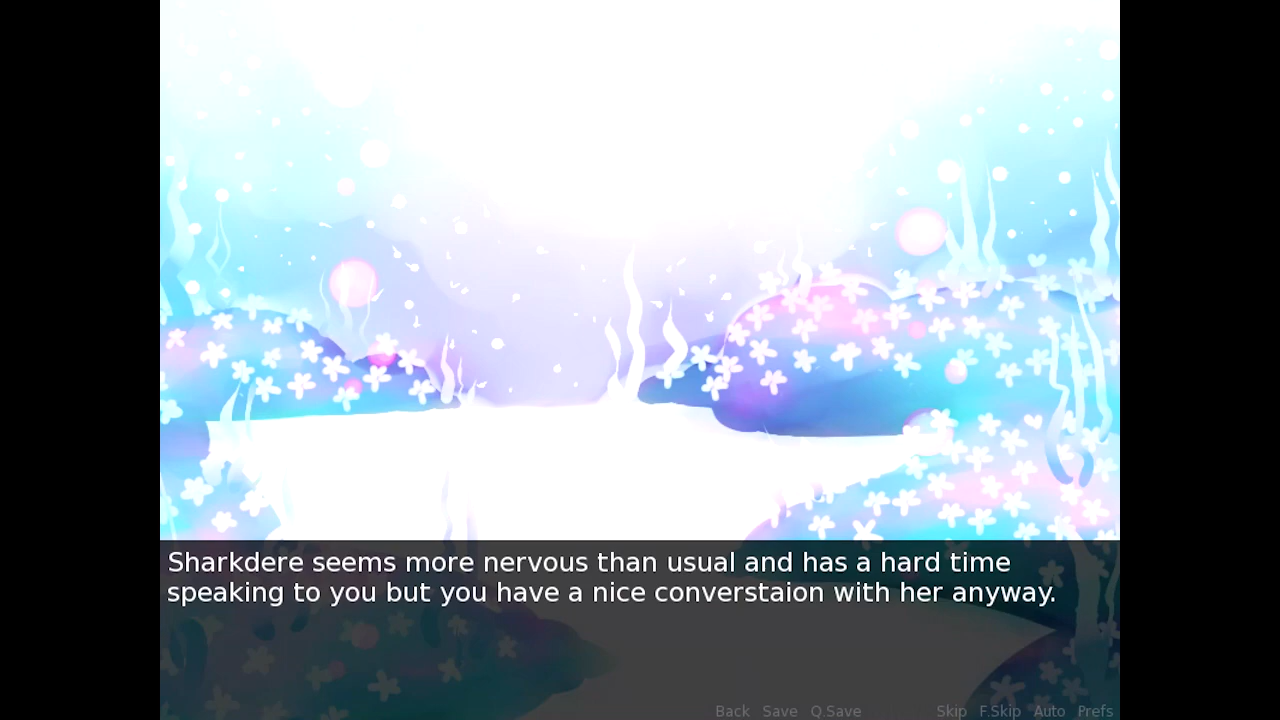 Sharkdere seems more nervous than usual and has a hard time
speaking to you but you have a nice converstaion with her anyway.
Back Save Q.Save Skip F.Skip Auto Prefs